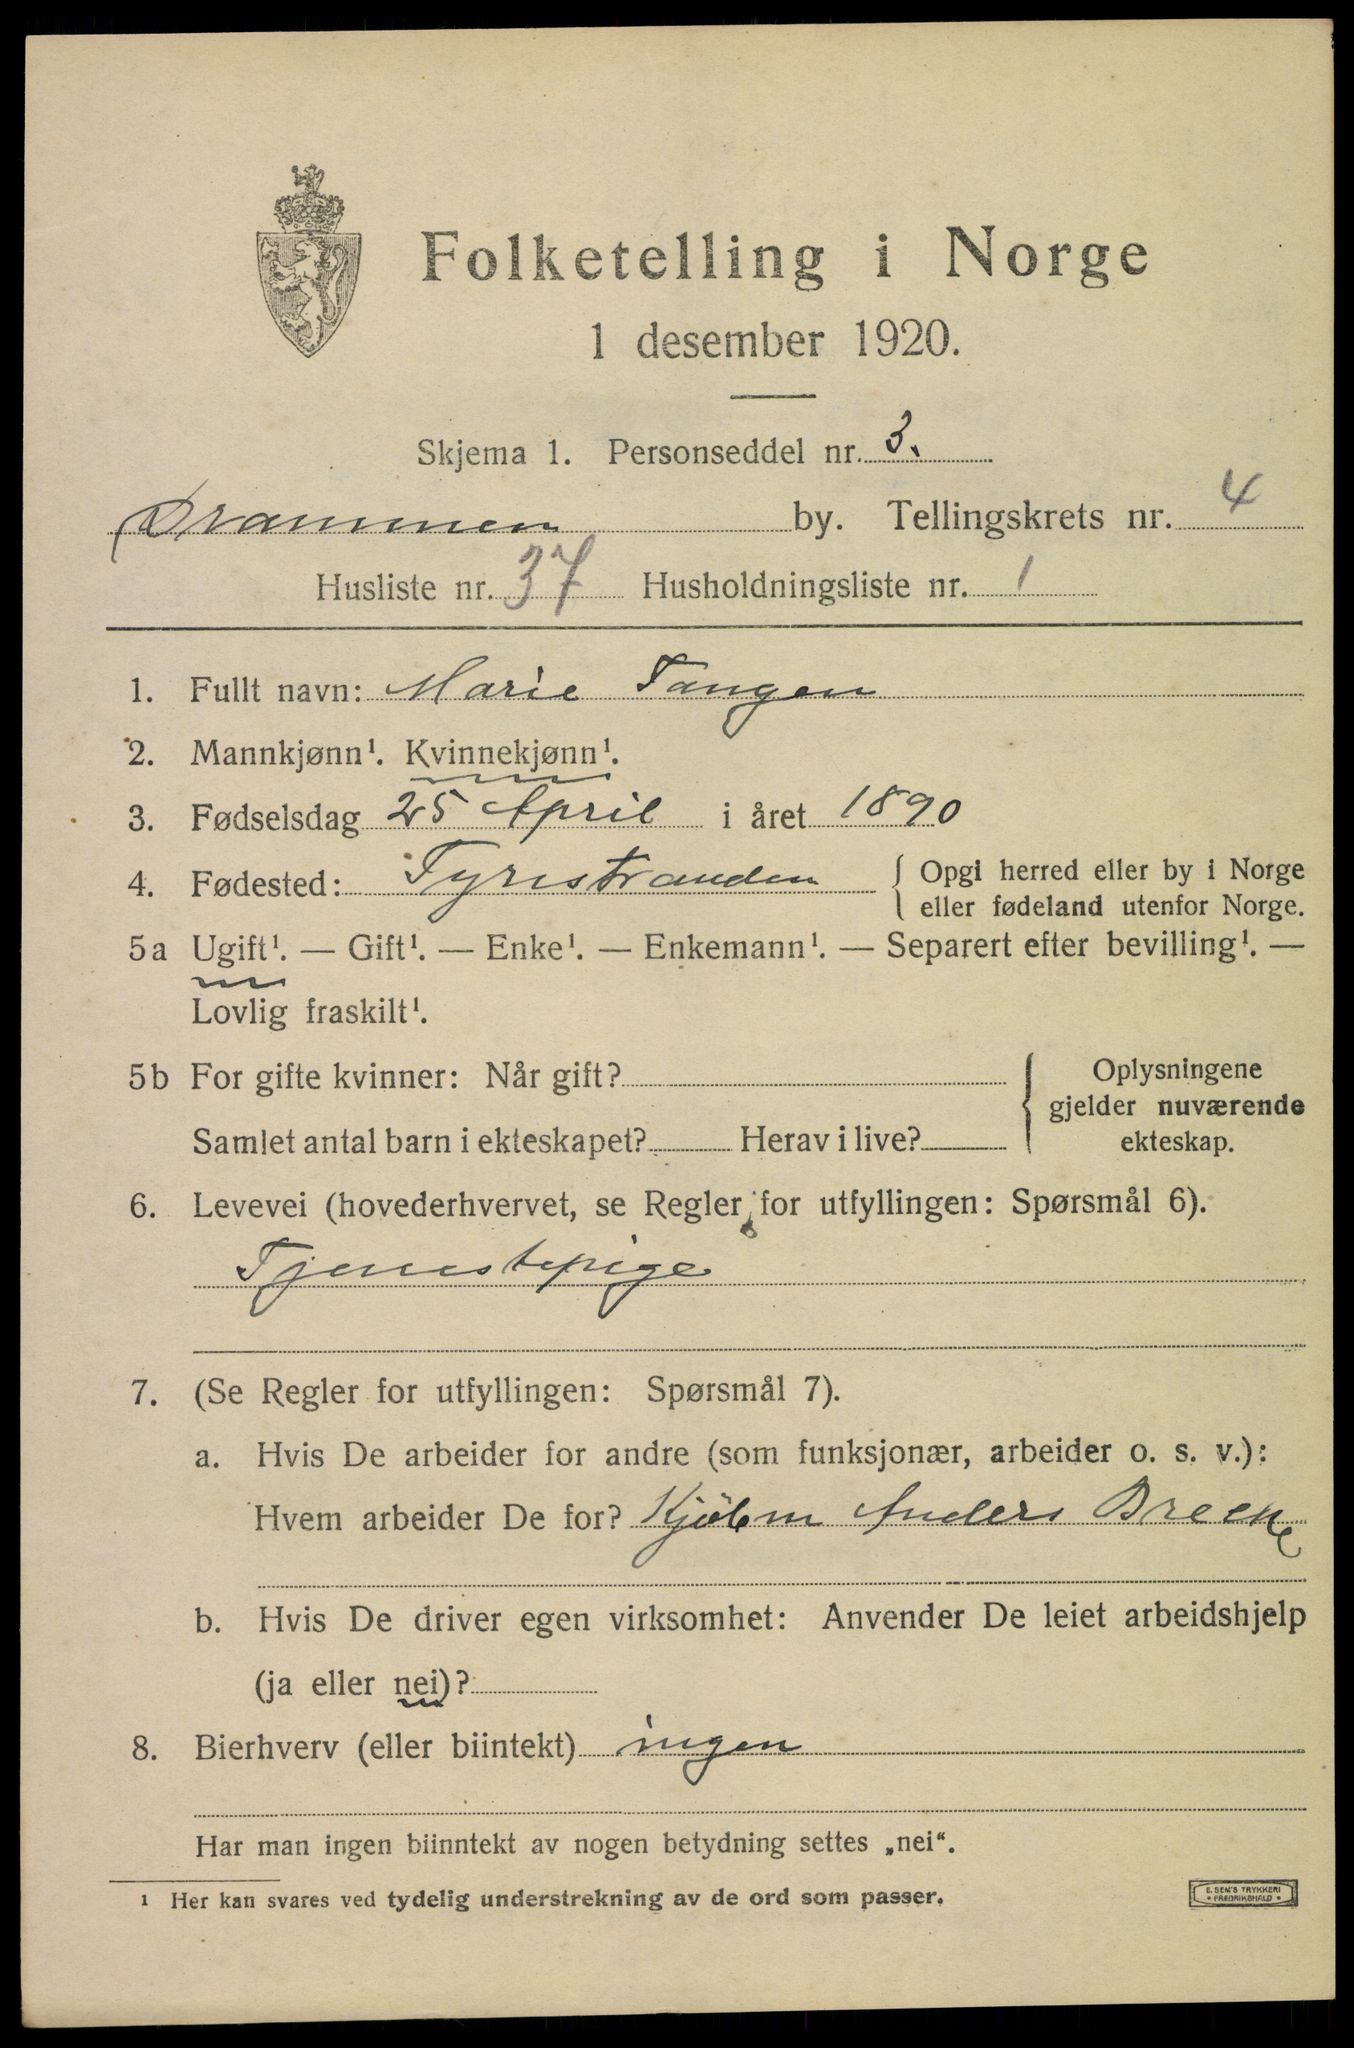 Folketelling i Norge
1 desember 1920.
Skjema 1. Personseddel nr. 3.
Drammen by. Tellingskrets nr. 4
Husliste nr. 37 Husholdningsliste nr. 1
1. Fullt navn: Marie Tangen
2. Mannkjønn¹. Kvinnekjønn¹.
3. Fødselsdag 25 April i året 1890
4. Fødested: Tyristranden { Opgi herred eller by i Norge
eller fødeland utenfor Norge.
5a Ugift¹. — Gift¹. — Enke¹. — Enkemann¹. — Separert efter bevilling¹. —
Lovlig fraskilt¹.
5b For gifte kvinner: Når gift?
Samlet antal barn i ekteskapet? Herav i live?
Oplysningene
gjelder nuværende
ekteskap.
6. Levevei (hovederhvervet, se Regler for utfyllingen: Spørsmål 6).
Tjenestepige
7. (Se Regler for utfyllingen: Spørsmål 7).
a. Hvis De arbeider for andre (som funksjonær, arbeider o. s. v.):
Hvem arbeider De for? Kjöbm Anders
b. Hvis De driver egen virksomhet: Anvender De leiet arbeidshjelp
(ja eller nei)?
8. Bierhverv (eller biintekt) ingen
Har man ingen biinntekt av nogen betydning settes „nei“.
¹ Her kan svares ved tydelig understrekning av de ord som passer.
E. SEM'S TRYKKERI
* FREDRIKSHALD *